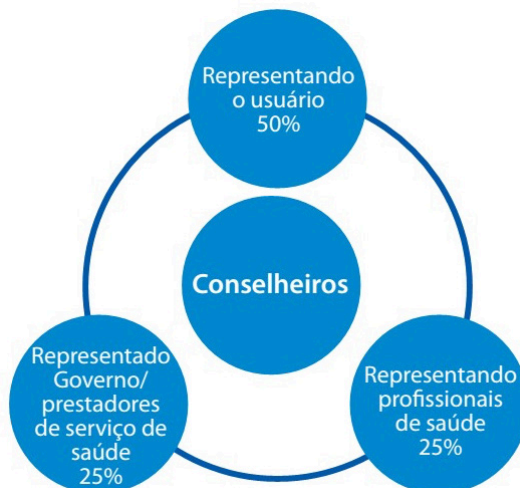 Representando
o usuário
50%
Conselheiros
Representado
Governo/
prestadores
de serviço de
saúde
25%
Representando
profissionais
de saúde
25%